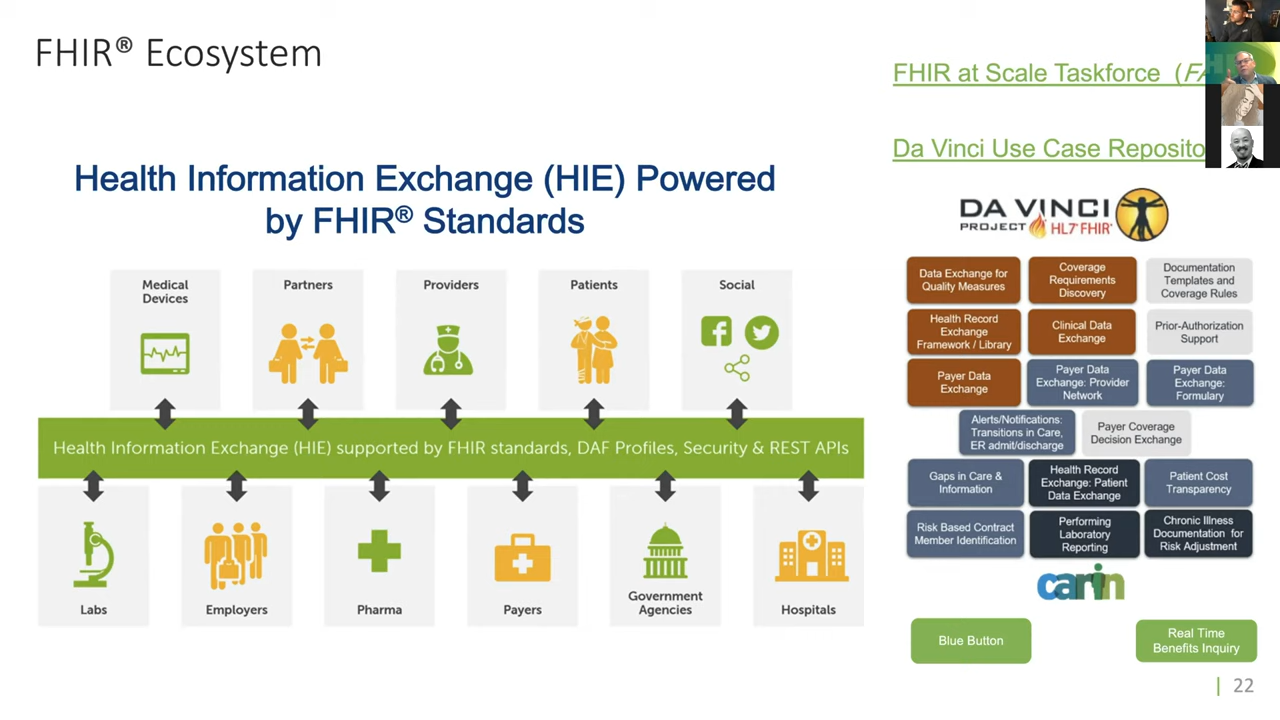 FHIR® Ecosystem
FHIR at Scale Taskforce (
Da Vinci Use Case Reposito
Health Information Exchange (HIE) Powered
by FHIR® Standards
Medical
Devices
Partners
Providers
Patients
Social
Health Information Exchange (HIE) supported by FHIR standards, DAF Profiles, Security & REST APIs
Labs
Employers
Pharma
Payers
Government
Agencies
Hospitals
DA VINCI
PROJECT HL7 FHIR®
Data Exchange for
Quality Measures
Coverage
Requirements
Discovery
Documentation
Templates and
Coverage Rules
Health Record
Exchange
Framework / Library
Clinical Data
Exchange
Prior-Authorization
Support
Payer Data
Exchange
Payer Data
Exchange: Provider
Network
Payer Data
Exchange:
Formulary
Alerts/Notifications:
Transitions in Care,
ER admit/discharge
Payer Coverage
Decision Exchange
Gaps in Care &
Information
Health Record
Exchange: Patient
Data Exchange
Patient Cost
Transparency
Risk Based Contract
Member Identification
Performing
Laboratory
Reporting
Chronic Illness
Documentation for
Risk Adjustment
carin
Blue Button
Real Time
Benefits Inquiry
| 22